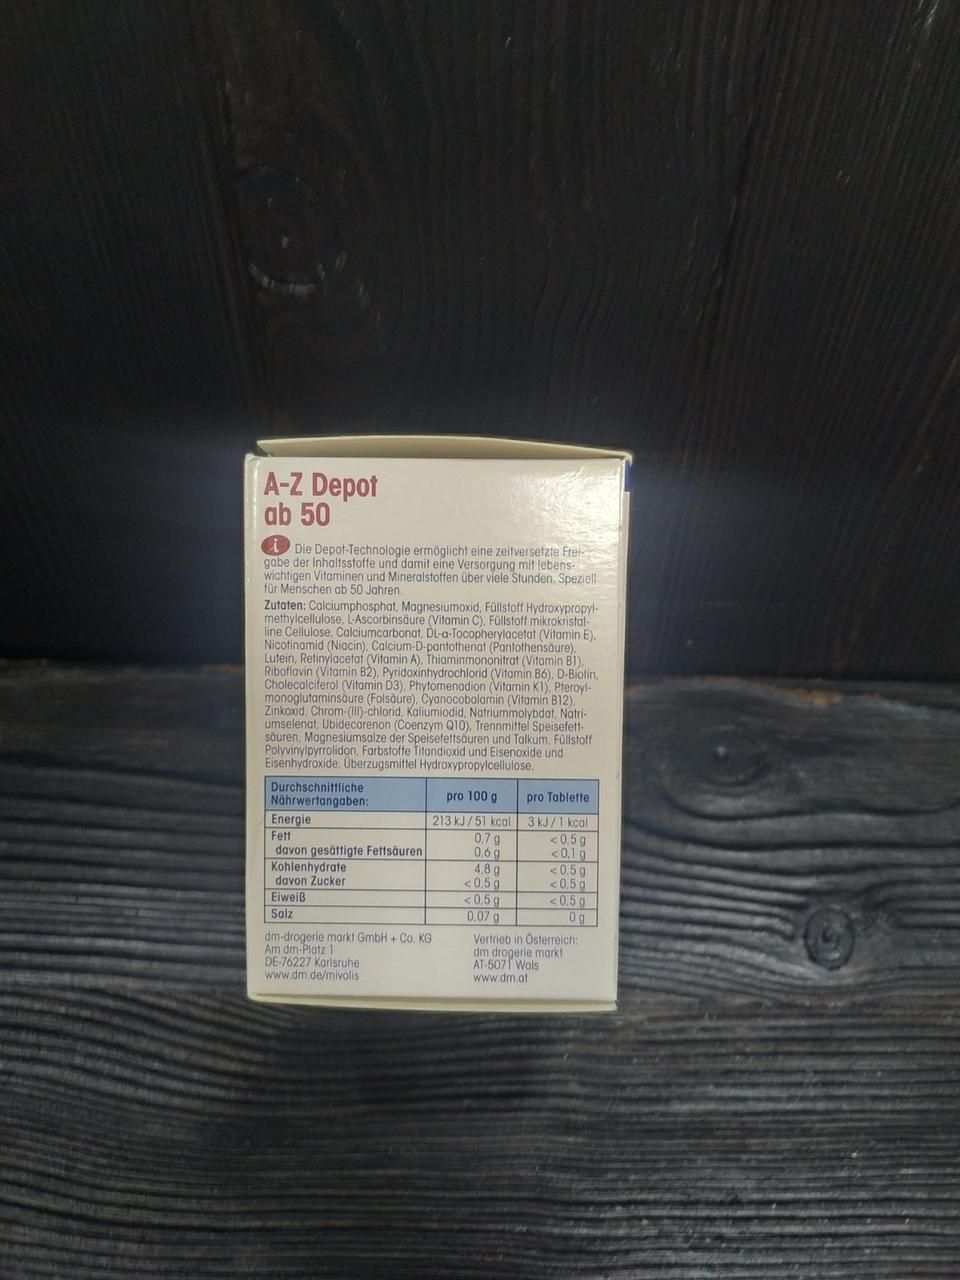 A-Z Depot
ab 50
i Die Depot-Technologie ermöglicht eine zeitversetzte Frei-
gabe der Inhaltsstoffe und damit eine Versorgung mit lebens-
wichtigen Vitaminen und Mineralstoffen über viele Stunden. Speziell
für Menschen ab 50 Jahren.
Zutaten: Calciumphosphat, Magnesiumoxid, Füllstoff Hydroxypropyl-
methylcellulose, L-Ascorbinsäure (Vitamin C), Füllstoff mikrokristal-
line Cellulose, Calciumcarbonat, DL-α-Tocopherylacetat (Vitamin E),
Nicotinamid (Niacin), Calcium-D-pantothenat (Pantothensäure),
Lutein, Retinylacetat (Vitamin A), Thiaminmononitrat (Vitamin B1),
Riboflavin (Vitamin B2), Pyridoxinhydrochlorid (Vitamin B6), D-Biotin,
Cholecalciferol (Vitamin D3), Phytomenadion (Vitamin K1), Pteroyl-
monoglutaminsäure (Folsäure), Cyanocobalamin (Vitamin B12),
Zinkoxid, Chrom-(III)-chlorid, Kaliumiodid, Natriummolybdat, Natri-
umselenat, Ubidecarenon (Coenzym Q10), Trennmittel Speisefett-
säuren, Magnesiumsalze der Speisefettsäuren und Talkum, Füllstoff
Polyvinylpyrrolidon, Farbstoffe Titandioxid und Eisenoxide und
Eisenhydroxide, Überzugsmittel Hydroxypropylcellulose.
Durchschnittliche
Nährwertangaben: pro 100 g pro Tablette
Energie 213 kJ / 51 kcal 3 kJ / 1 kcal
Fett 0,7 g < 0,5 g
davon gesättigte Fettsäuren 0,6 g < 0,1 g
Kohlenhydrate 4,8 g < 0,5 g
davon Zucker < 0,5 g < 0,5 g
Eiweiß < 0,5 g < 0,5 g
Salz 0,07 g 0 g
dm-drogerie markt GmbH + Co. KG
Am dm-Platz 1
DE-76227 Karlsruhe
www.dm.de/mivolis
Vertrieb in Österreich:
dm drogerie markt
AT-5071 Wals
www.dm.at